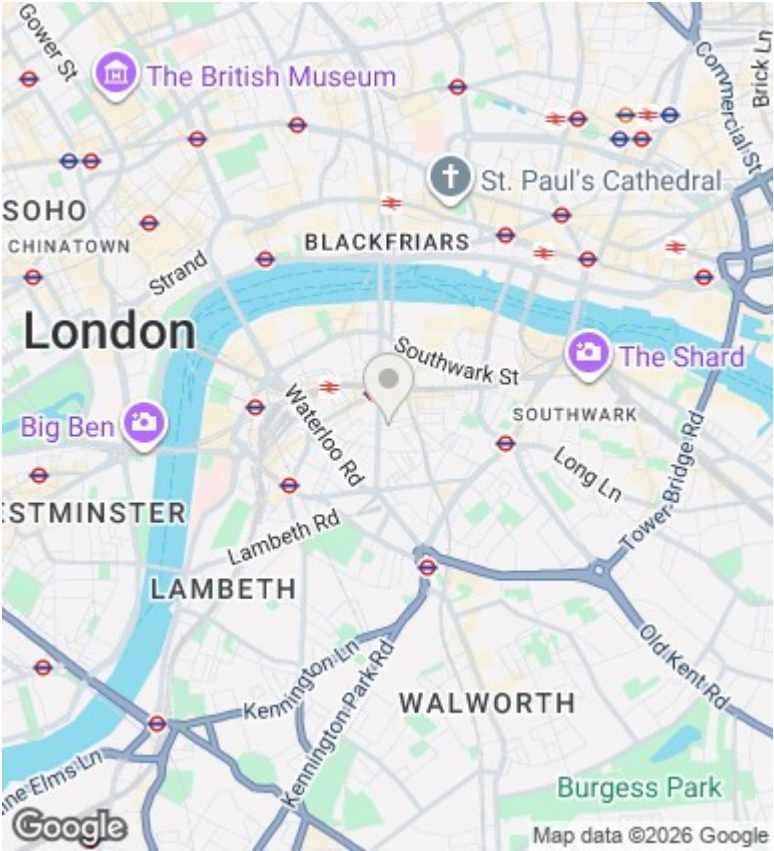 Gower St
The British Museum
Brick Ln
Commercial St
St. Paul's Cathedral
SOHO
CHINATOWN
BLACKFRIARS
Strand
London
Southwark St
The Shard
Waterloo Rd
SOUTHWARK
Big Ben
Long Ln
Tower Bridge Rd
ESTMINSTER
Lambeth Rd
LAMBETH
Old Kent Rd
Kennington Ln
Kennington Park Rd
WALWORTH
ine Elms Ln
Burgess Park
Google
Map data ©2026 Google